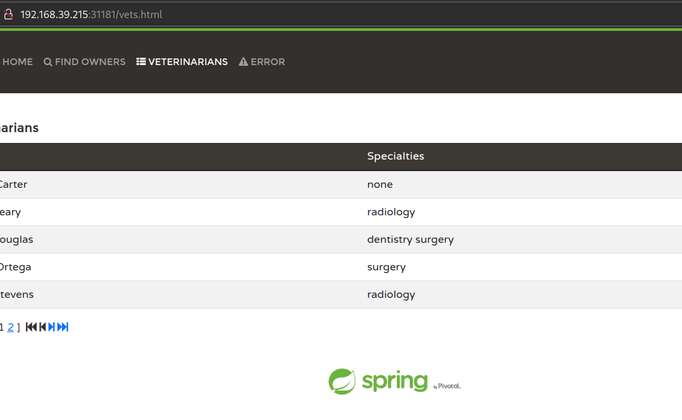 192.168.39.215:31181/vets.html
HOME FIND OWNERS VETERINARIANS ERROR
narians
Specialties
Carter none
eary radiology
ouglas dentistry surgery
Ortega surgery
tevens radiology
1 2 ]
spring by Pivotal.